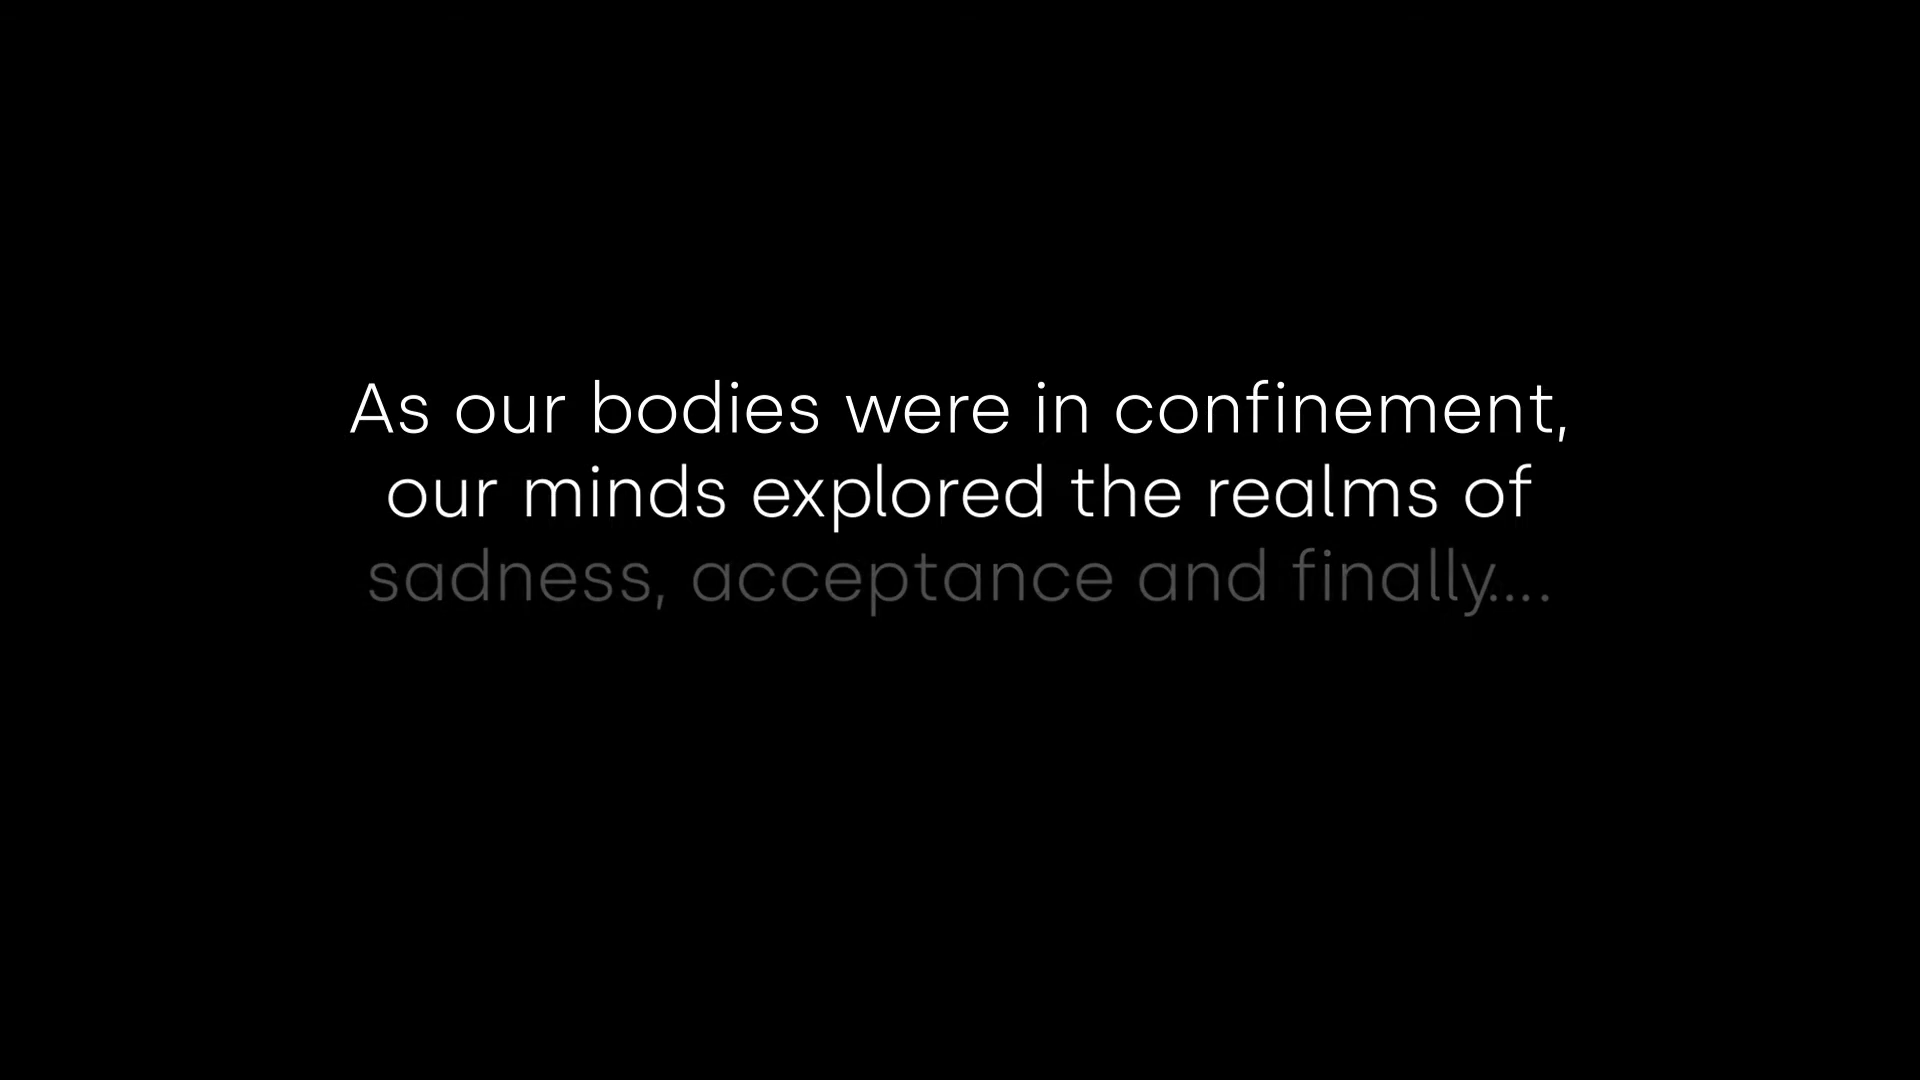 As our bodies were in confinement,
our minds explored the realms of
sadness, acceptance and finally....